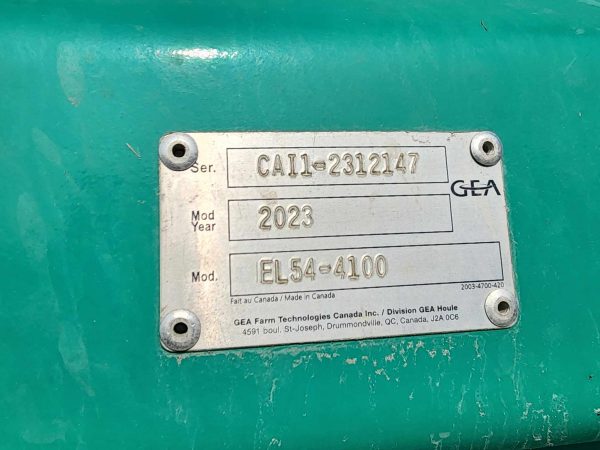 Ser. CAI1-2312147
GEA
Mod
Year 2023
Mod. EL54-4100
Fait au Canada / Made in Canada 2003-4700-420
GEA Farm Technologies Canada Inc. / Division GEA Houle
4591 boul. St-Joseph, Drummondville, QC, Canada, J2A 0C6